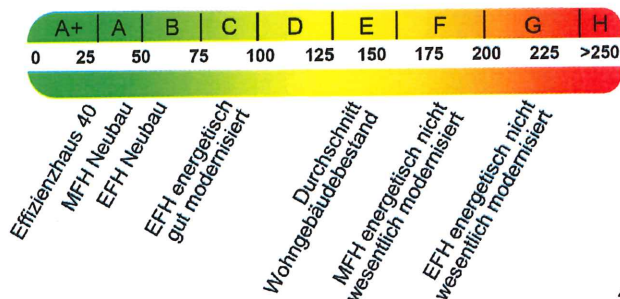 A+ A B C D E F G H
0 25 50 75 100 125 150 175 200 225 >250
Effizienzhaus 40
MFH Neubau
EFH Neubau
EFH energetisch
gut modernisiert
Durchschnitt
Wohngebäudebestand
MFH energetisch nicht
wesentlich modernisiert
EFH energetisch nicht
wesentlich modernisiert